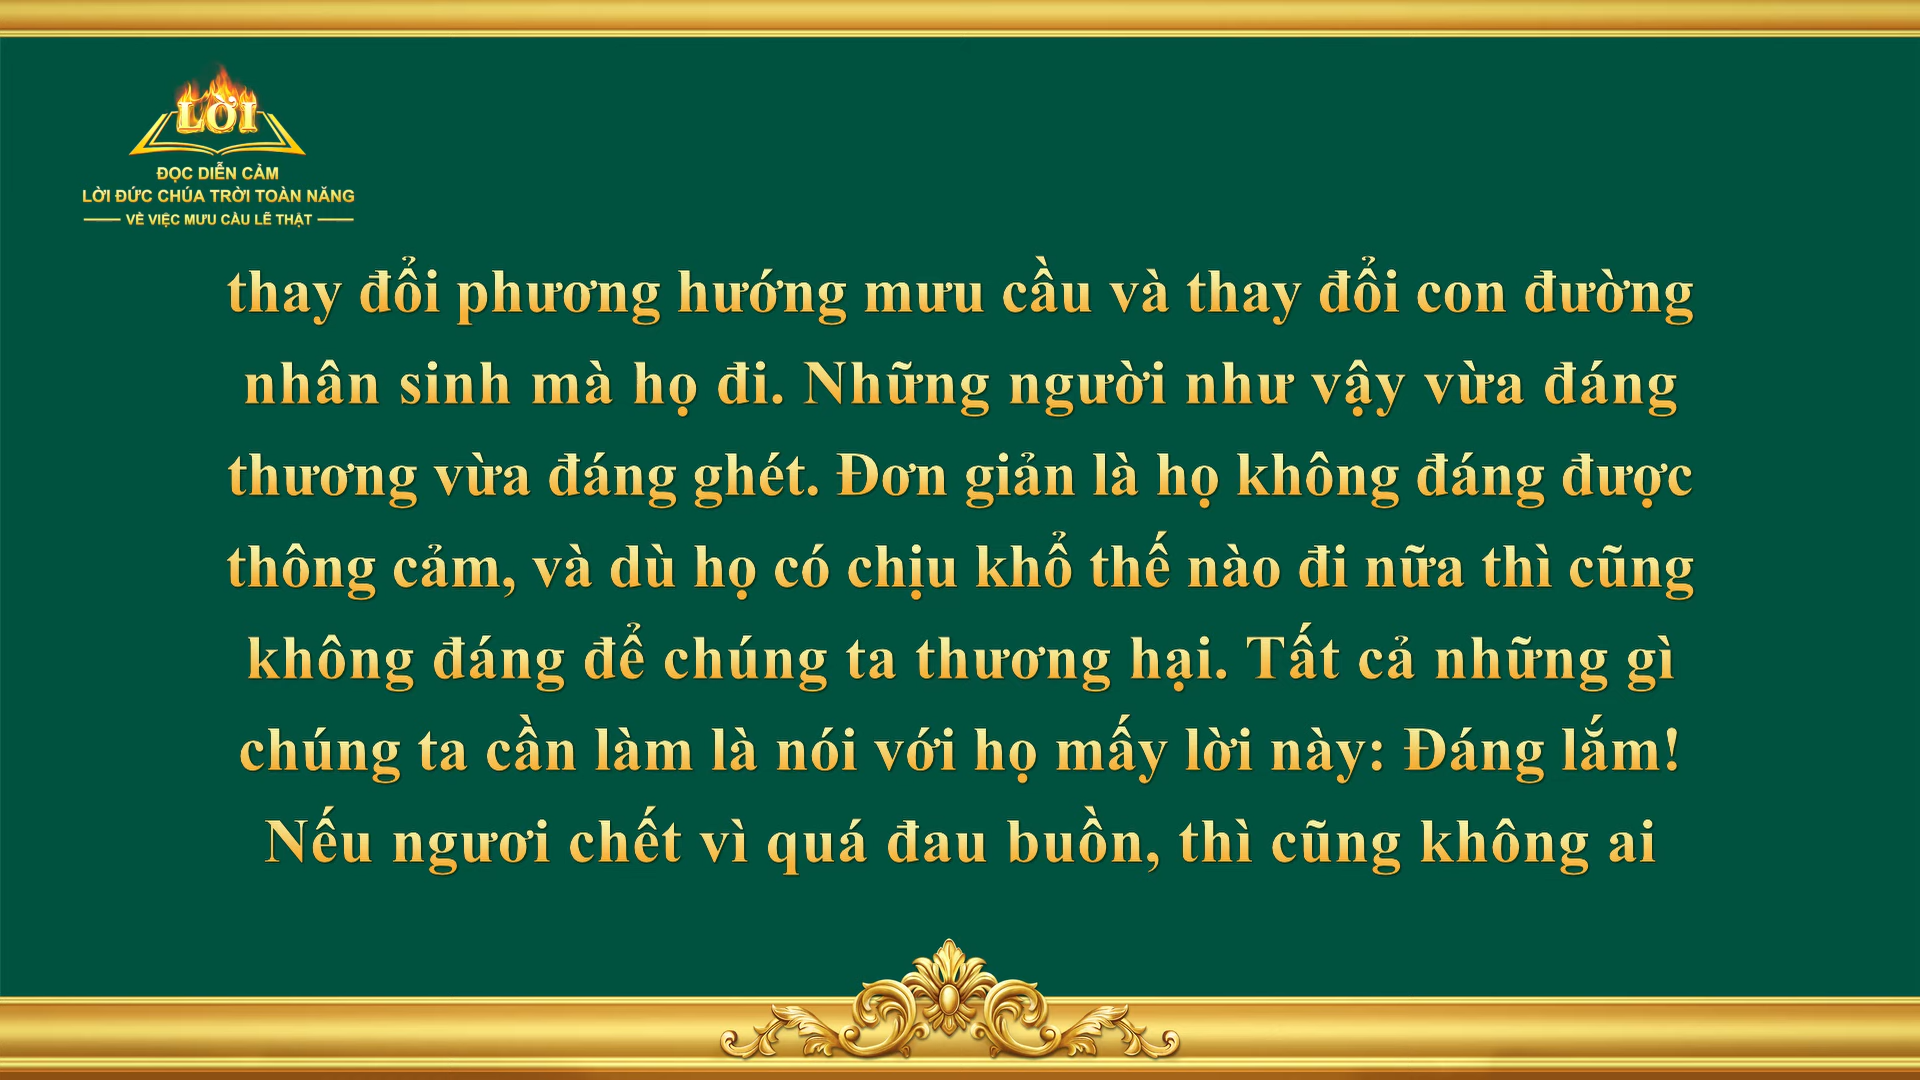 LỜI
ĐỌC DIỄN CẢM
LỜI ĐỨC CHÚA TRỜI TOÀN NĂNG
VỀ VIỆC MƯU CẦU LẼ THẬT
thay đổi phương hướng mưu cầu và thay đổi con đường
nhân sinh mà họ đi. Những người như vậy vừa đáng
thương vừa đáng ghét. Đơn giản là họ không đáng được
thông cảm, và dù họ có chịu khổ thế nào đi nữa thì cũng
không đáng để chúng ta thương hại. Tất cả những gì
chúng ta cần làm là nói với họ mấy lời này: Đáng lắm!
Nếu ngươi chết vì quá đau buồn, thì cũng không ai